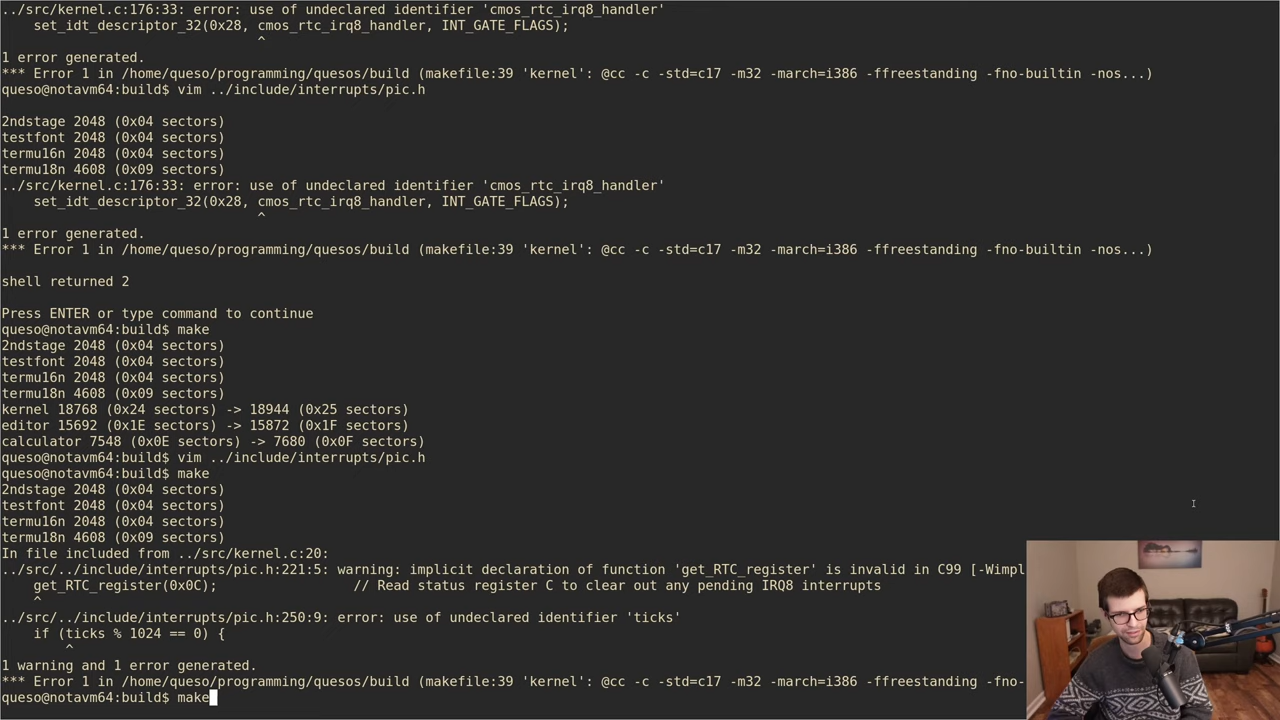 ../src/kernel.c:176:33: error: use of undeclared identifier 'cmos_rtc_irq8_handler'
    set_idt_descriptor_32(0x28, cmos_rtc_irq8_handler, INT_GATE_FLAGS);
                                ^
1 error generated.
*** Error 1 in /home/queso/programming/quesos/build (makefile:39 'kernel': @cc -c -std=c17 -m32 -march=i386 -ffreestanding -fno-builtin -nos...)
queso@notavm64:build$ vim ../include/interrupts/pic.h
2ndstage 2048 (0x04 sectors)
testfont 2048 (0x04 sectors)
termu16n 2048 (0x04 sectors)
termu18n 4608 (0x09 sectors)
../src/kernel.c:176:33: error: use of undeclared identifier 'cmos_rtc_irq8_handler'
    set_idt_descriptor_32(0x28, cmos_rtc_irq8_handler, INT_GATE_FLAGS);
                                ^
1 error generated.
*** Error 1 in /home/queso/programming/quesos/build (makefile:39 'kernel': @cc -c -std=c17 -m32 -march=i386 -ffreestanding -fno-builtin -nos...)
shell returned 2
Press ENTER or type command to continue
queso@notavm64:build$ make
2ndstage 2048 (0x04 sectors)
testfont 2048 (0x04 sectors)
termu16n 2048 (0x04 sectors)
termu18n 4608 (0x09 sectors)
kernel 18768 (0x24 sectors) -> 18944 (0x25 sectors)
editor 15692 (0x1E sectors) -> 15872 (0x1F sectors)
calculator 7548 (0x0E sectors) -> 7680 (0x0F sectors)
queso@notavm64:build$ vim ../include/interrupts/pic.h
queso@notavm64:build$ make
2ndstage 2048 (0x04 sectors)
testfont 2048 (0x04 sectors)
termu16n 2048 (0x04 sectors)
termu18n 4608 (0x09 sectors)
In file included from ../src/kernel.c:20:
../src/../include/interrupts/pic.h:221:5: warning: implicit declaration of function 'get_RTC_register' is invalid in C99 [-Wimpl
    get_RTC_register(0x0C);                 // Read status register C to clear out any pending IRQ8 interrupts
    ^
../src/../include/interrupts/pic.h:250:9: error: use of undeclared identifier 'ticks'
    if (ticks % 1024 == 0) {
        ^
1 warning and 1 error generated.
*** Error 1 in /home/queso/programming/quesos/build (makefile:39 'kernel': @cc -c -std=c17 -m32 -march=i386 -ffreestanding -fno-
queso@notavm64:build$ make